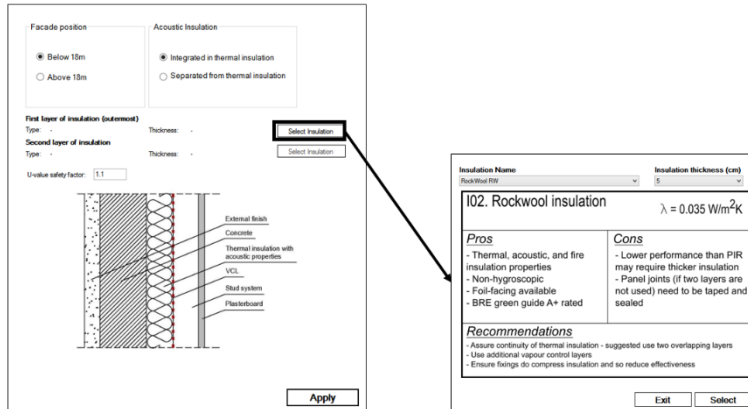 Facade position
Below 18m
Above 18m
Acoustic Insulation
Integrated in thermal insulation
Separated from thermal insulation
First layer of insulation (outermost)
Type: - Thickness: - Select Insulation
Second layer of insulation
Type: - Thickness: - Select Insulation
U-value safety factor: 1.1
External finish
Concrete
Thermal insulation with
acoustic properties
VCL
Stud system
Plasterboard
Apply
Insulation Name Insulation thickness (cm)
RockWool RW 5
I02. Rockwool insulation λ = 0.035 W/m²K
Pros
- Thermal, acoustic, and fire
insulation properties
- Non-hygroscopic
- Foil-facing available
- BRE green guide A+ rated
Cons
- Lower performance than PIR
may require thicker insulation
- Panel joints (if two layers are
not used) need to be taped and
sealed
Recommendations
- Assure continuity of thermal insulation - suggested use two overlapping layers
- Use additional vapour control layers
- Ensure fixings do compress insulation and so reduce effectiveness
Exit Select